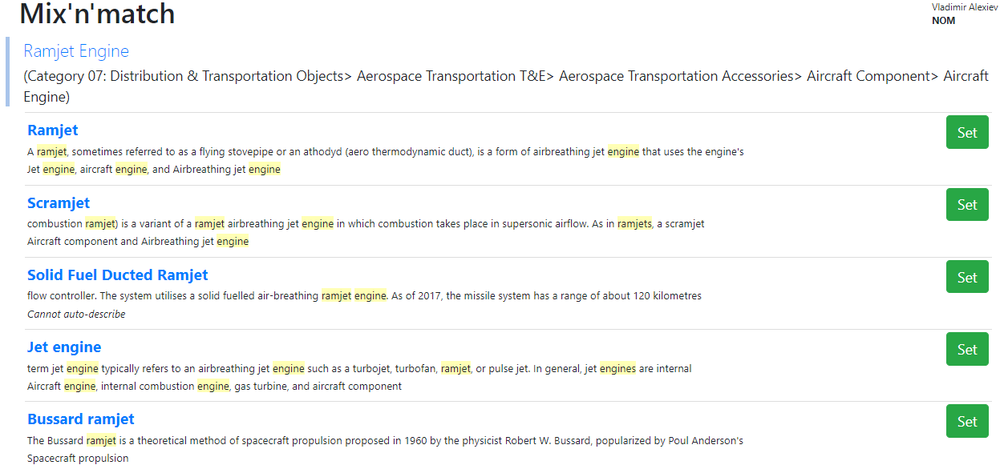 Mix'n'match
Vladimir Alexiev
NOM
Ramjet Engine
(Category 07: Distribution & Transportation Objects> Aerospace Transportation T&E> Aerospace Transportation Accessories> Aircraft Component> Aircraft
Engine)
Ramjet
Set
A ramjet, sometimes referred to as a flying stovepipe or an athodyd (aero thermodynamic duct), is a form of airbreathing jet engine that uses the engine's
Jet engine, aircraft engine, and Airbreathing jet engine
Scramjet
Set
combustion ramjet) is a variant of a ramjet airbreathing jet engine in which combustion takes place in supersonic airflow. As in ramjets, a scramjet
Aircraft component and Airbreathing jet engine
Solid Fuel Ducted Ramjet
Set
flow controller. The system utilises a solid fuelled air-breathing ramjet engine. As of 2017, the missile system has a range of about 120 kilometres
Cannot auto-describe
Jet engine
Set
term jet engine typically refers to an airbreathing jet engine such as a turbojet, turbofan, ramjet, or pulse jet. In general, jet engines are internal
Aircraft engine, internal combustion engine, gas turbine, and aircraft component
Bussard ramjet
Set
The Bussard ramjet is a theoretical method of spacecraft propulsion proposed in 1960 by the physicist Robert W. Bussard, popularized by Poul Anderson's
Spacecraft propulsion